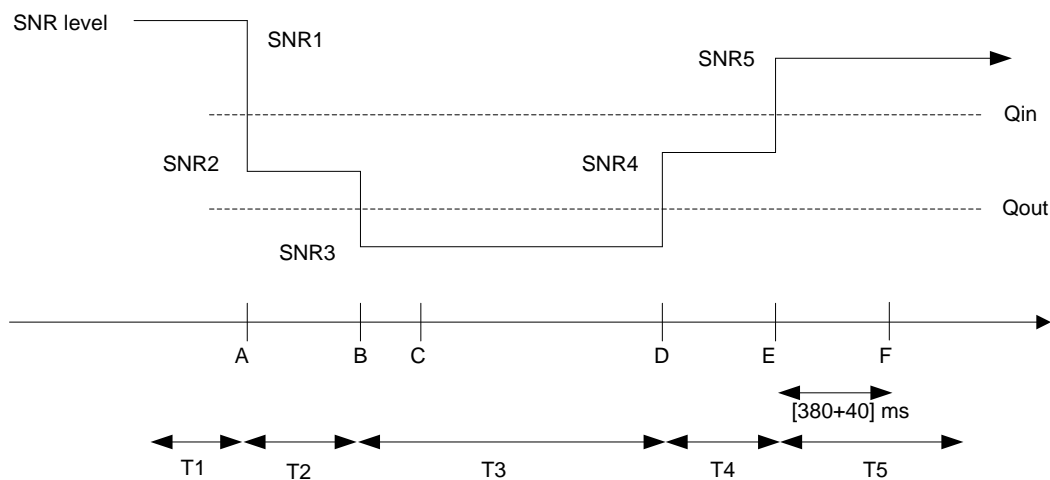 SNR level
SNR1
SNR5
Qin
SNR2
SNR4
Qout
SNR3
A B C D E F
[380+40] ms
T1 T2 T3 T4 T5